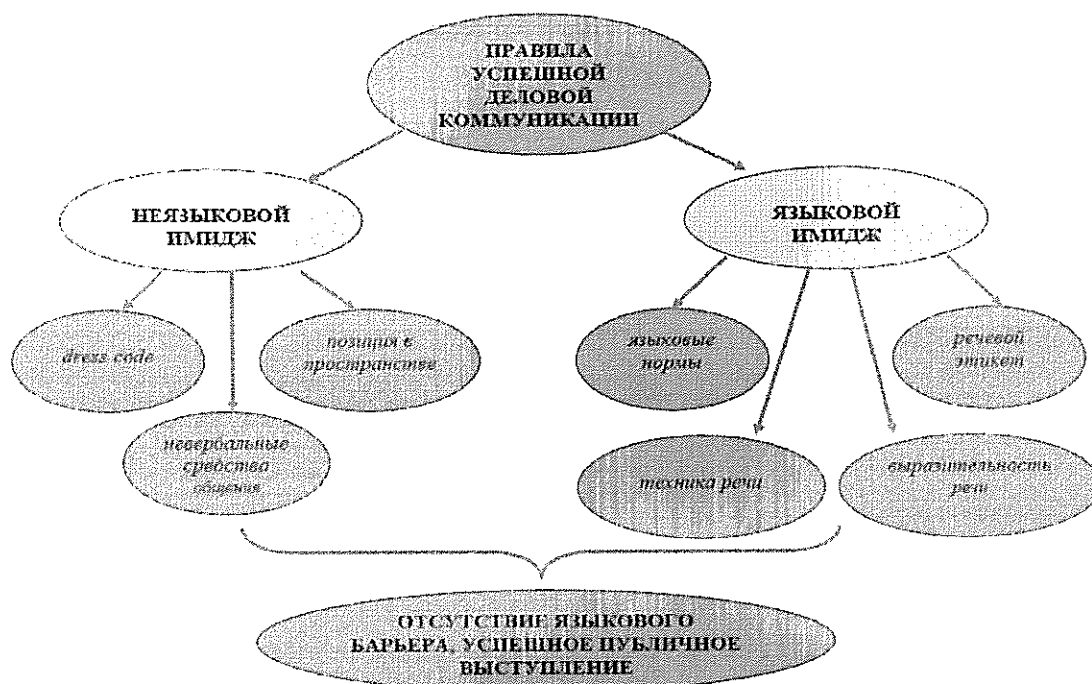 ПРАВИЛА
УСПЕШНОЙ
ДЕЛОВОЙ
КОММУНИКАЦИИ
НЕЯЗЫКОВОЙ
ИМИДЖ
ЯЗЫКОВОЙ
ИМИДЖ
dress code
позиция в
пространстве
невербальные
средства
общения
языковые
нормы
речевой
этикет
техника речи
выразительность
речи
ОТСУТСТВИЕ ЯЗЫКОВОГО
БАРЬЕРА, УСПЕШНОЕ ПУБЛИЧНОЕ
ВЫСТУПЛЕНИЕ